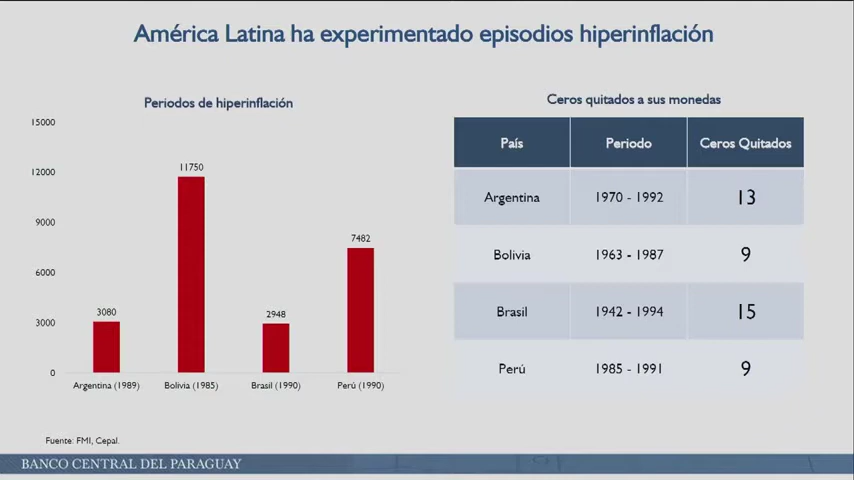 América Latina ha experimentado episodios hiperinflación
Periodos de hiperinflación
15000
12000
9000
6000
3000
0
3080
11750
2948
7482
Argentina (1989)
Bolivia (1985)
Brasil (1990)
Perú (1990)
Ceros quitados a sus monedas
País Periodo Ceros Quitados
Argentina 1970 - 1992 13
Bolivia 1963 - 1987 9
Brasil 1942 - 1994 15
Perú 1985 - 1991 9
Fuente: FMI, Cepal.
BANCO CENTRAL DEL PARAGUAY